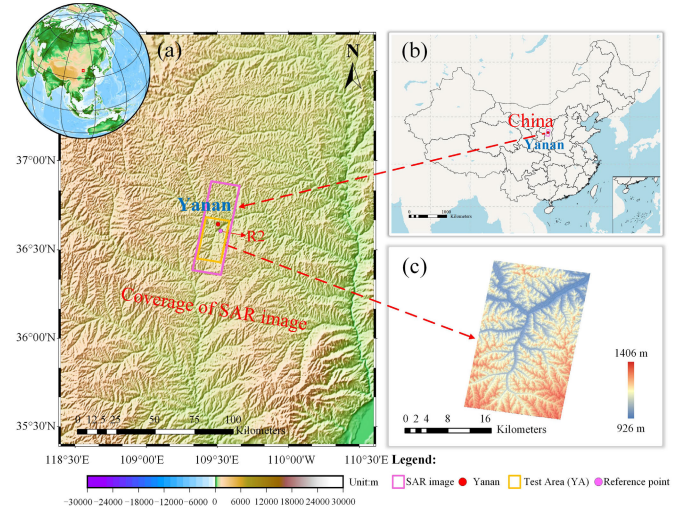 (a)
N
37°00'N
36°30'N
36°00'N
35°30'N
Yanan
R2
Coverage of SAR image
0 12.5 25 50 75 100
Kilometers
118°30'E 109°00'E 109°30'E 110°00'E 110°30'E
Unit:m
−30000 −24000 −18000 −12000 −6000 0 6000 12000 18000 24000 30000
(b)
China
Yanan
0 1000
Kilometers
(c)
1406 m
926 m
0 2 4 8 16
Kilometers
Legend:
SAR image Yanan Test Area (YA) Reference point